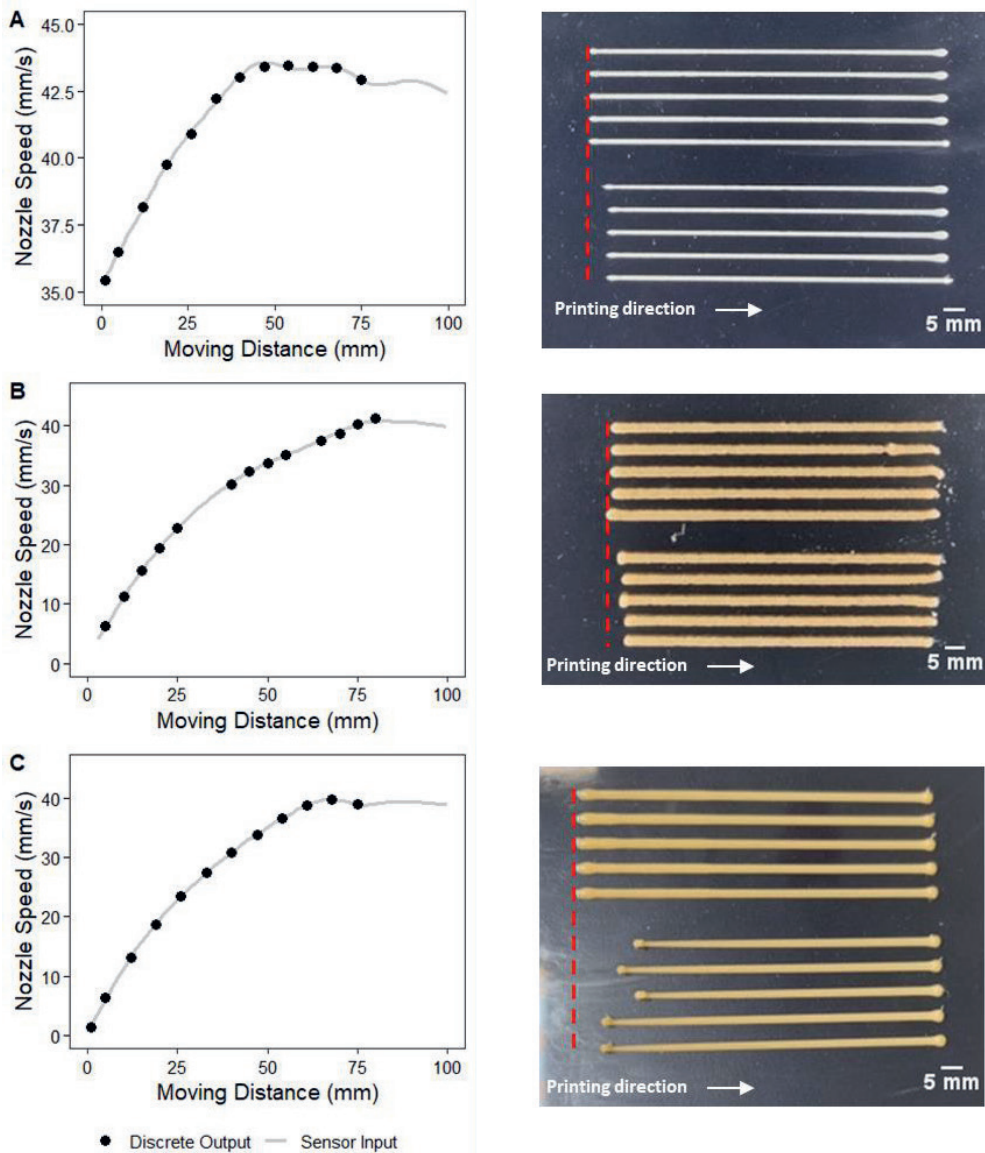 A
45.0
42.5
40.0
37.5
35.0
Nozzle Speed (mm/s)
0 25 50 75 100
Moving Distance (mm)
Printing direction
5 mm
B
40
30
20
10
0
Nozzle Speed (mm/s)
0 25 50 75 100
Moving Distance (mm)
Printing direction
5 mm
C
40
30
20
10
0
Nozzle Speed (mm/s)
0 25 50 75 100
Moving Distance (mm)
Printing direction
5 mm
Discrete Output Sensor Input